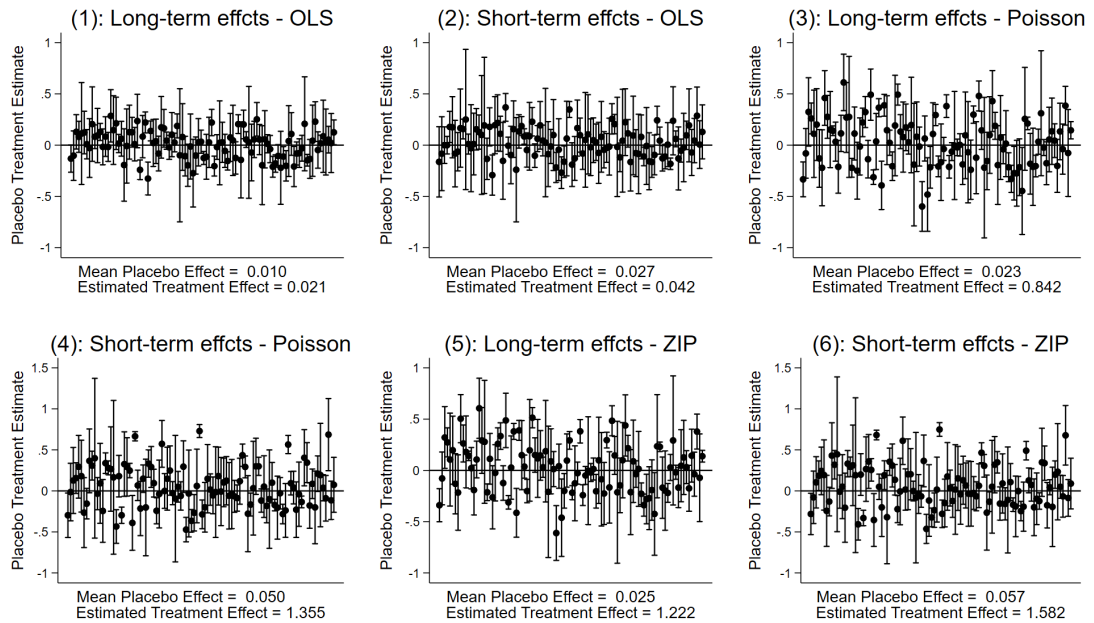 (1): Long-term effcts - OLS
Placebo Treatment Estimate
1
.5
0
-.5
-1
Mean Placebo Effect = 0.010
Estimated Treatment Effect = 0.021
(2): Short-term effcts - OLS
Placebo Treatment Estimate
1
.5
0
-.5
-1
Mean Placebo Effect = 0.027
Estimated Treatment Effect = 0.042
(3): Long-term effcts - Poisson
Placebo Treatment Estimate
1
.5
0
-.5
-1
Mean Placebo Effect = 0.023
Estimated Treatment Effect = 0.842
(4): Short-term effcts - Poisson
Placebo Treatment Estimate
1.5
1
.5
0
-.5
-1
Mean Placebo Effect = 0.050
Estimated Treatment Effect = 1.355
(5): Long-term effcts - ZIP
Placebo Treatment Estimate
1
.5
0
-.5
-1
Mean Placebo Effect = 0.025
Estimated Treatment Effect = 1.222
(6): Short-term effcts - ZIP
Placebo Treatment Estimate
1.5
1
.5
0
-.5
-1
Mean Placebo Effect = 0.057
Estimated Treatment Effect = 1.582